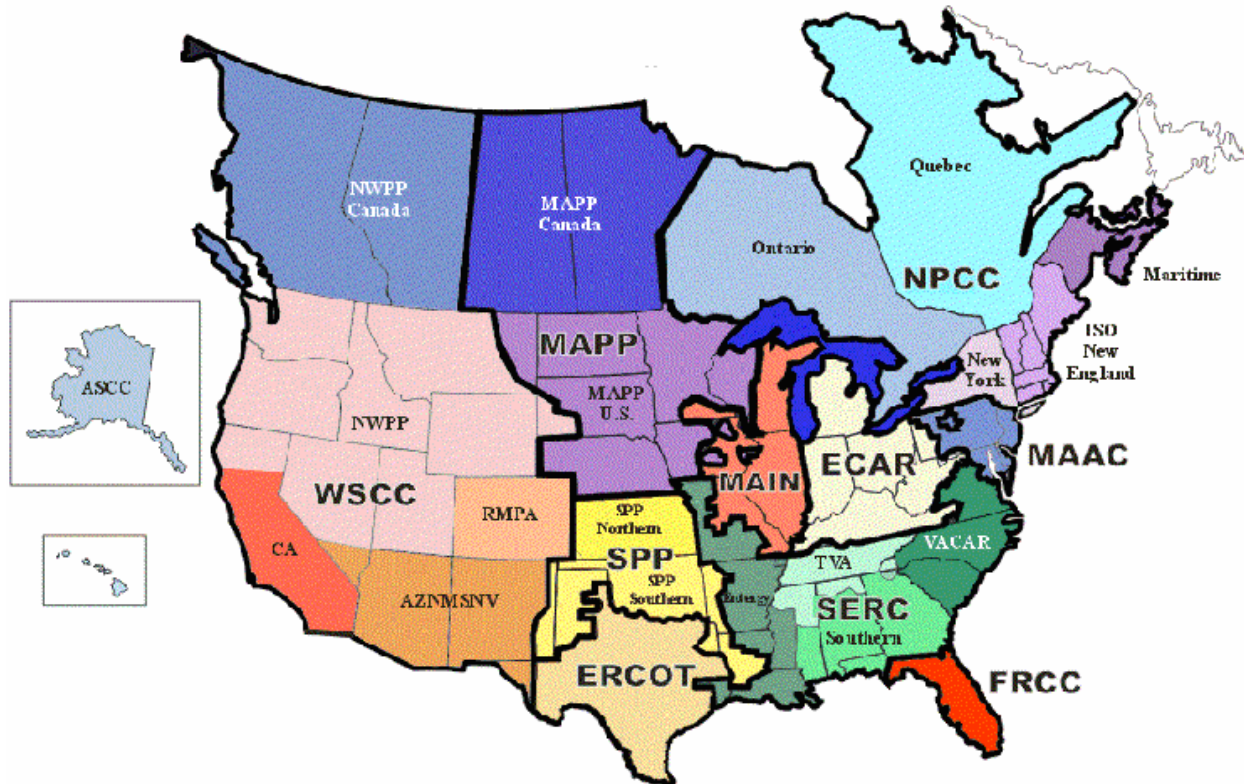 Quebec
NWPP
Canada
MAPP
Canada
Ontario
NPCC
Maritime
ISO
New
England
MAPP
New
York
ASCC
MAPP
U.S.
NWPP
MAAC
ECAR
MAIN
WSCC
RMPA
SPP
Northern
CA
VACAR
SPP
TVA
SPP
Southern
Entergy
AZNMSNV
SERC
Southern
ERCOT
FRCC